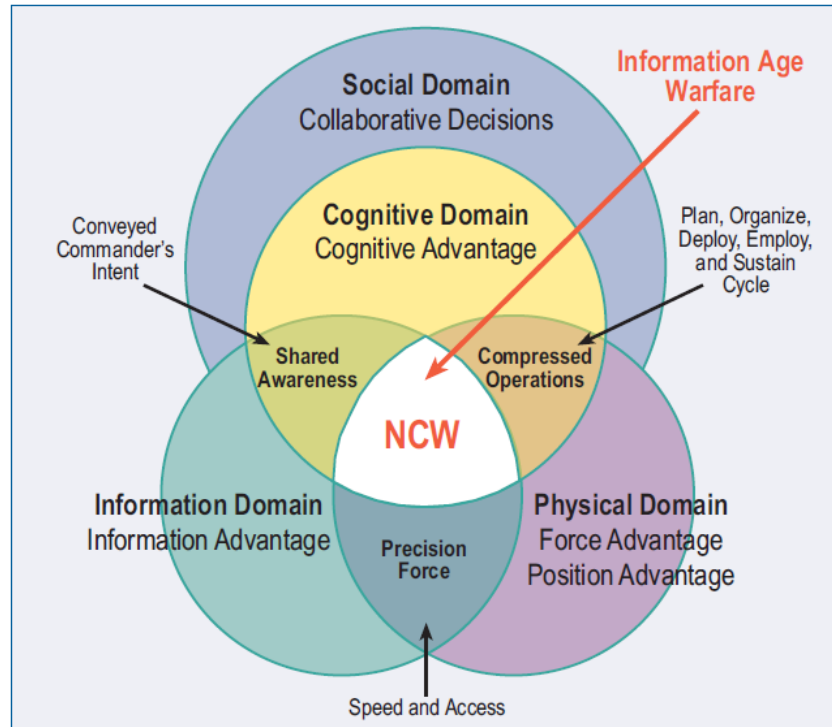 Information Age
Warfare
Social Domain
Collaborative Decisions
Conveyed
Commander's
Intent
Cognitive Domain
Cognitive Advantage
Plan, Organize,
Deploy, Employ,
and Sustain
Cycle
Shared
Awareness
Compressed
Operations
NCW
Information Domain
Information Advantage
Precision
Force
Physical Domain
Force Advantage
Position Advantage
Speed and Access